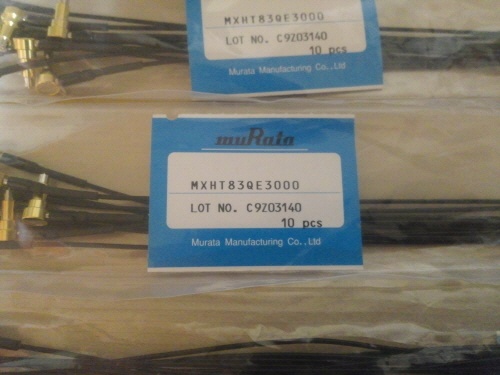 MXHT83QE3000
LOT NO. C9Z03140
10 pcs
Murata Manufacturing Co.,Ltd
muRata
MXHT83QE3000
LOT NO. C9Z03140
10 pcs
Murata Manufacturing Co.,Ltd